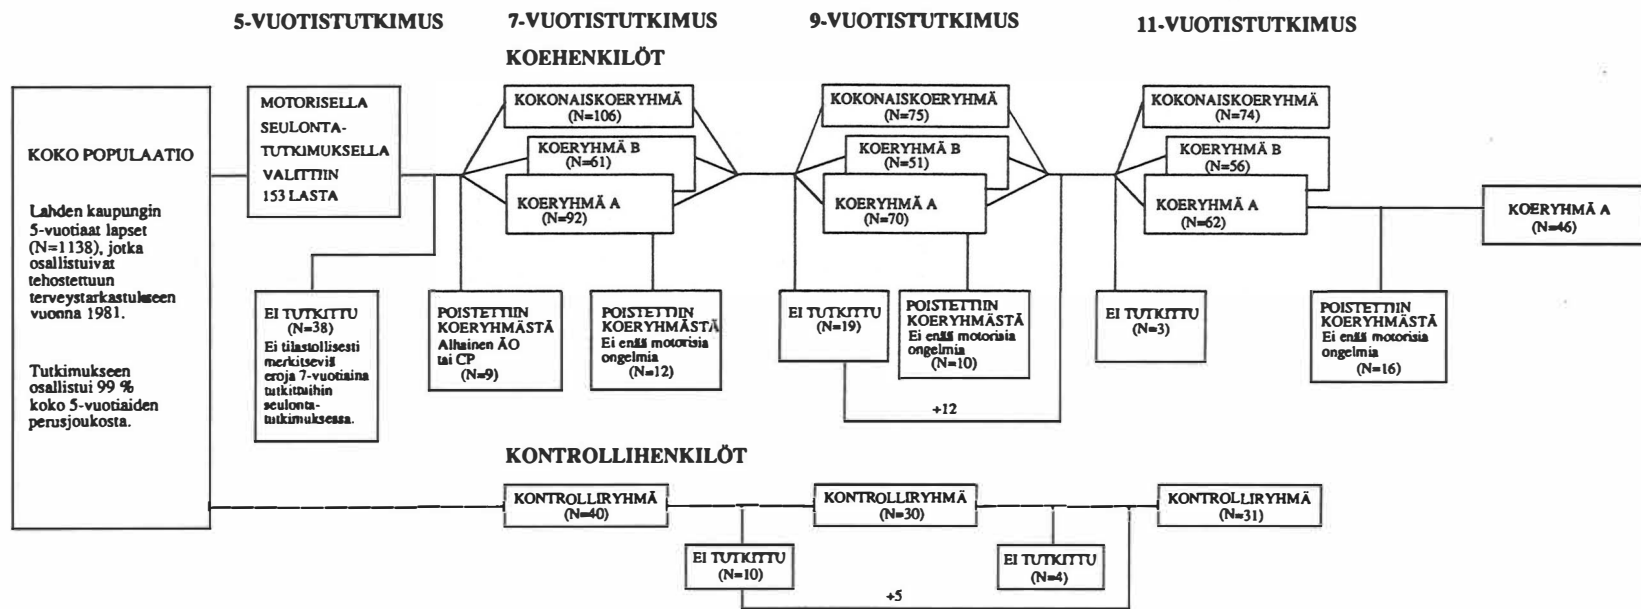 5-VUOTISTUTKIMUS
7-VUOTISTUTKIMUS
9-VUOTISTUTKIMUS
11-VUOTISTUTKIMUS
KOEHENKILÖT
KOKO POPULAATIO
Lahden kaupungin
5-vuotiaat lapset
(N=1138), jotka
osallistuivat
tehostettuun
terveystarkastukseen
vuonna 1981.
Tutkimukseen
osallistui 99 %
koko 5-vuotiaiden
perusjoukosta.
MOTORISELLA
SEULONTA-
TUTKIMUKSELLA
VALITTIIN
153 LASTA
EI TUTKITTU
(N=38)
Ei tilastollisesti
merkitseviä
eroja 7-vuotiaina
tutkittuihin
seulonta-
tutkimuksessa.
KOKONAISKOERYHMÄ
(N=106)
KOERYHMÄ B
(N=61)
KOERYHMÄ A
(N=92)
POISTETTIIN
KOERYHMÄSTÄ
Alhainen ÄO
tai CP
(N=9)
POISTETTIIN
KOERYHMÄSTÄ
Ei enää motorisia
ongelmia
(N=12)
KOKONAISKOERYHMÄ
(N=75)
KOERYHMÄ B
(N=51)
KOERYHMÄ A
(N=70)
EI TUTKITTU
(N=19)
POISTETTIIN
KOERYHMÄSTÄ
Ei enää motorisia
ongelmia
(N=10)
+12
KOKONAISKOERYHMÄ
(N=74)
KOERYHMÄ B
(N=56)
KOERYHMÄ A
(N=62)
EI TUTKITTU
(N=3)
POISTETTIIN
KOERYHMÄSTÄ
Ei enää motorisia
ongelmia
(N=16)
KOERYHMÄ A
(N=46)
KONTROLLIHENKILÖT
KONTROLLIRYHMÄ
(N=40)
EI TUTKITTU
(N=10)
KONTROLLIRYHMÄ
(N=30)
EI TUTKITTU
(N=4)
+5
KONTROLLIRYHMÄ
(N=31)